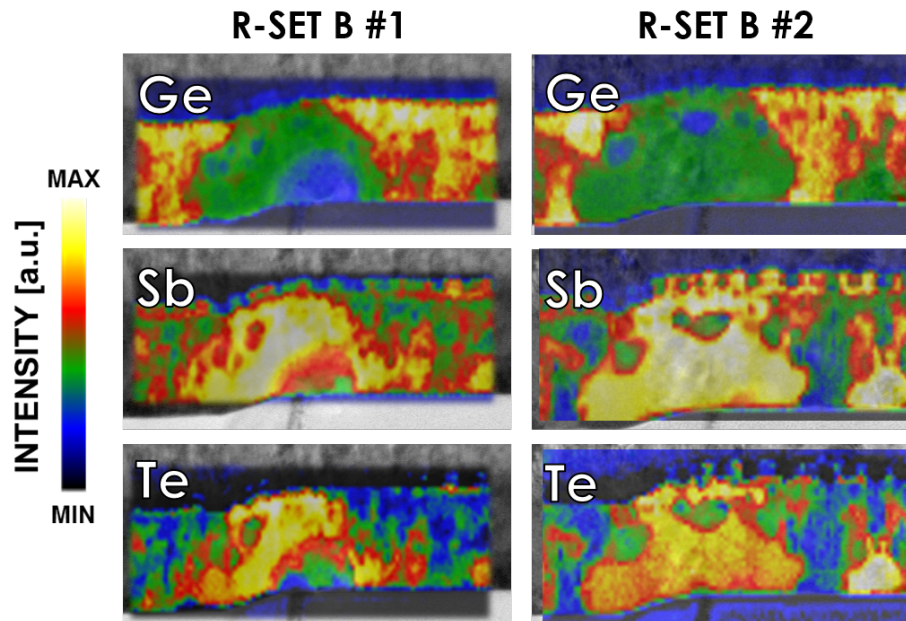 R-SET B #1
R-SET B #2
Ge
Ge
MAX
INTENSITY [a.u.]
MIN
Sb
Sb
Te
Te